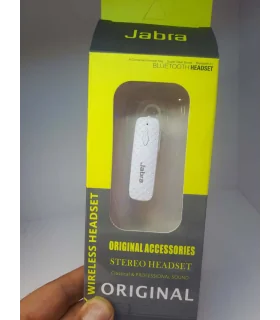 Jabra
BLUETOOTH HEADSET
Jabra
WIRELESS HEADSET
ORIGINAL ACCESSORIES
STEREO HEADSET
PROFESSIONAL SOUND
ORIGINAL